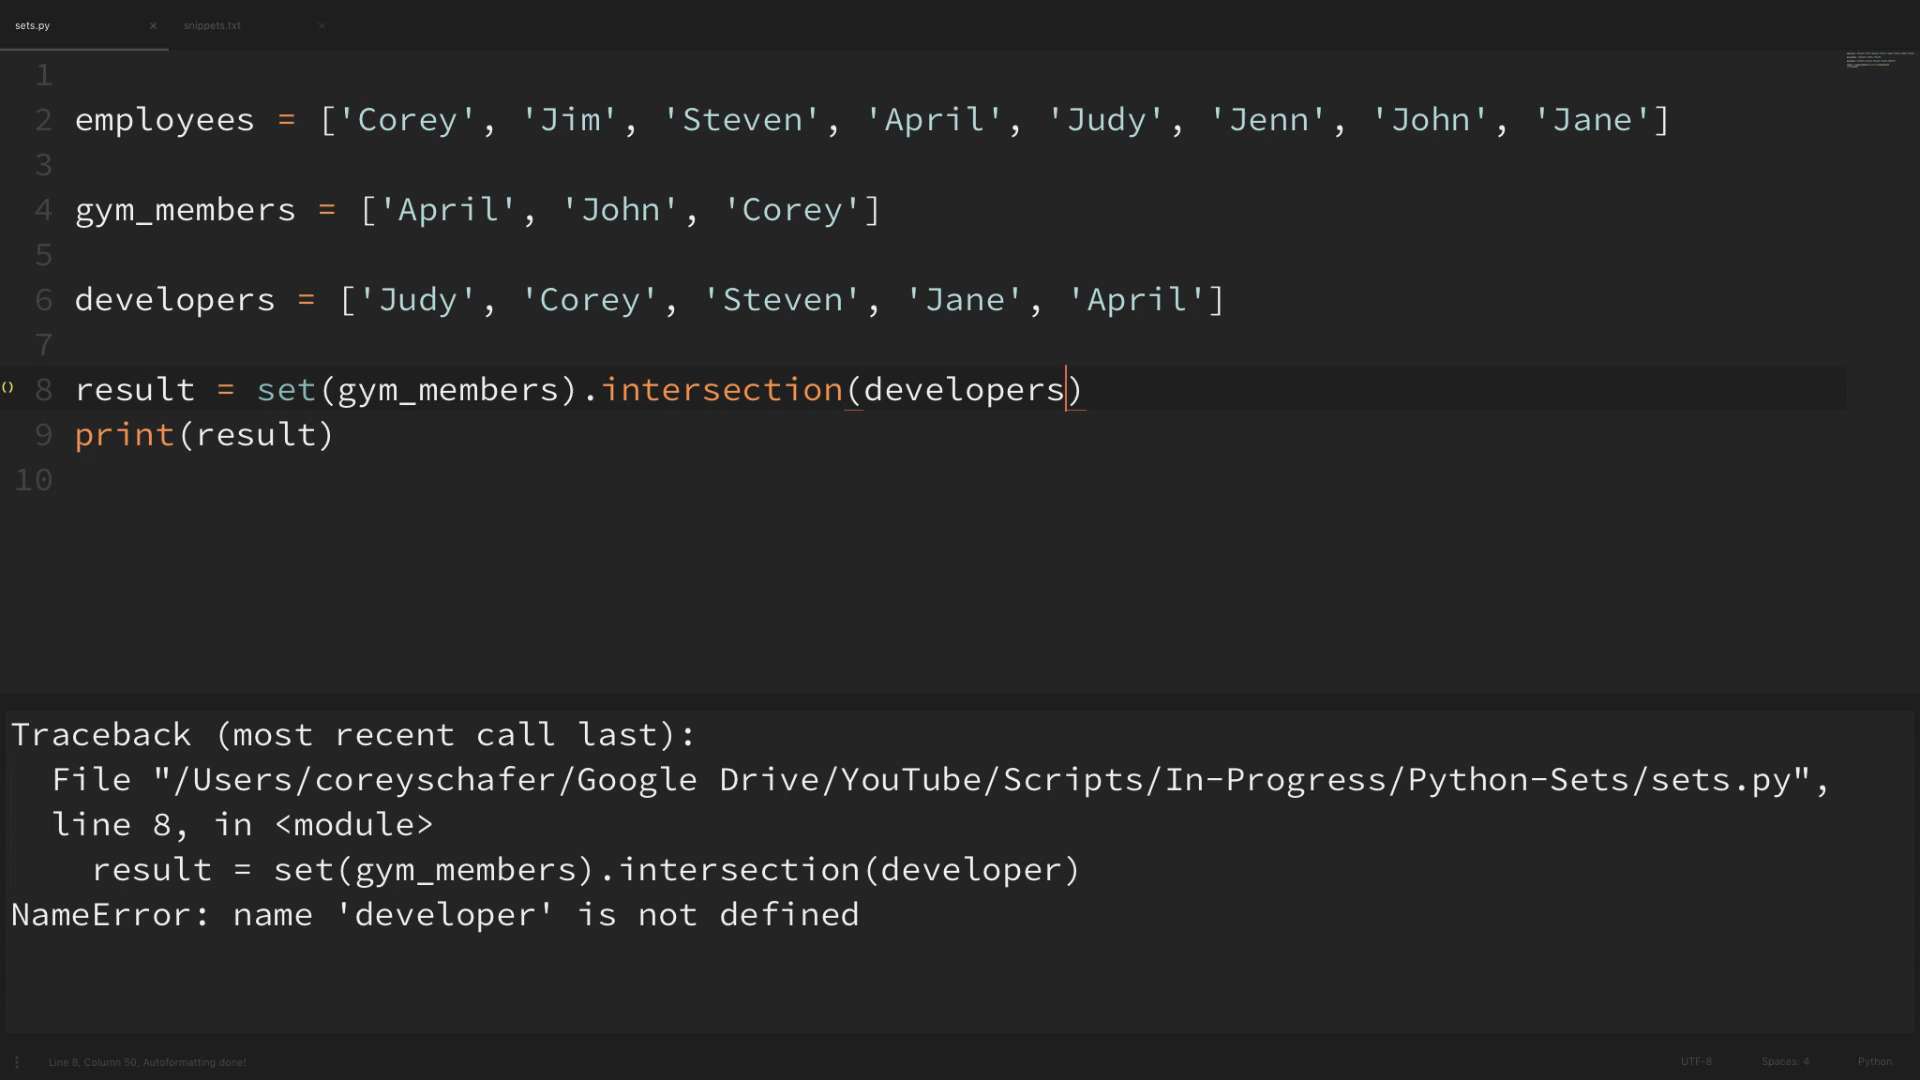 sets.py × snippets.txt ×
1
2 employees = ['Corey', 'Jim', 'Steven', 'April', 'Judy', 'Jenn', 'John', 'Jane']
3
4 gym_members = ['April', 'John', 'Corey']
5
6 developers = ['Judy', 'Corey', 'Steven', 'Jane', 'April']
7
() 8 result = set(gym_members).intersection(developers)
9 print(result)
10
Traceback (most recent call last):
File "/Users/coreyschafer/Google Drive/YouTube/Scripts/In-Progress/Python-Sets/sets.py",
line 8, in <module>
result = set(gym_members).intersection(developer)
NameError: name 'developer' is not defined
Line 8, Column 50; Autoformatting done! UTF-8 Spaces: 4 Python